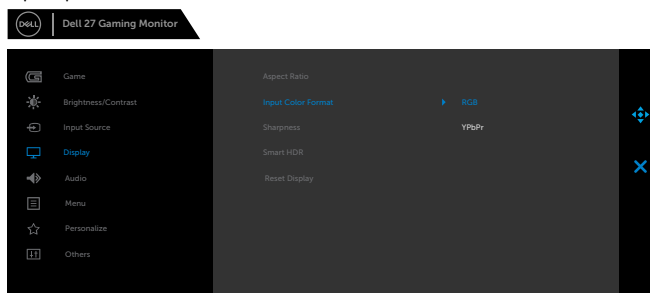 DELL
Dell 27 Gaming Monitor
Game
Brightness/Contrast
Input Source
Display
Audio
Menu
Personalize
Others
Aspect Ratio
Input Color Format
Sharpness
Smart HDR
Reset Display
RGB
YPbPr